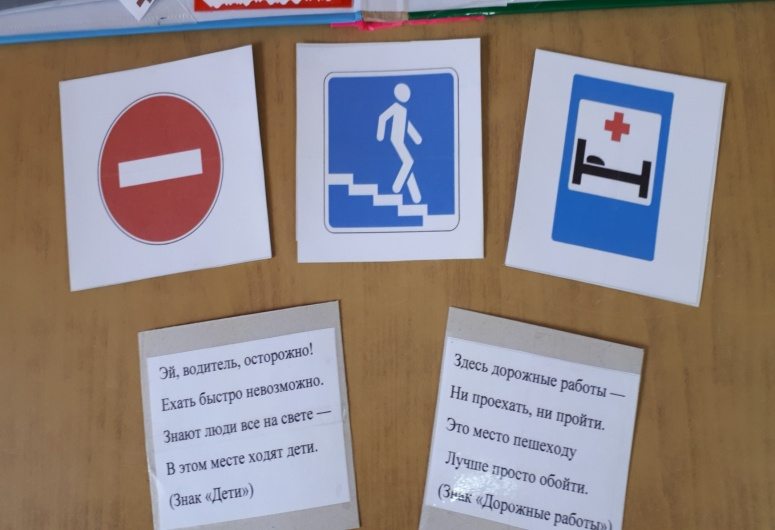 Эй, водитель, осторожно!
Ехать быстро невозможно.
Знают люди все на свете —
В этом месте ходят дети.
(Знак «Дети»)
Здесь дорожные работы —
Ни проехать, ни пройти.
Это место пешеходу
Лучше просто обойти.
(Знак «Дорожные работы»)